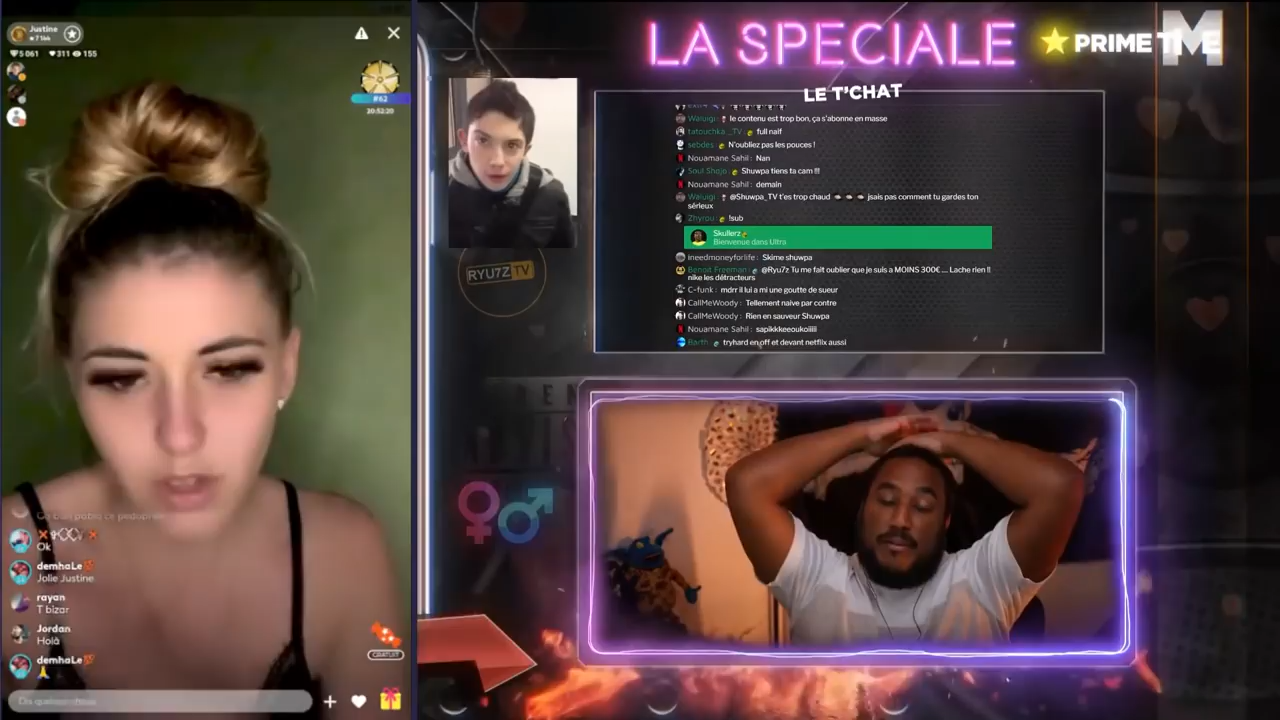 Justine
7144
5 061 311 155
#62
20:52:20
Ok
demhaLe
Jolie Justine
rayan
T bizar
Jordan
Holà
demhaLe
GRATUIT
LA SPECIALE
PRIME TIME
M
LE T'CHAT
Waluigi : le contenu est trop bon, ça s'abonne en masse
tatouchka_TV : full naif
sebdes : N'oubliez pas les pouces !
Nouamane Sahil : Nan
Soul Shoja : Shuwpa tiens ta cam !!!
Nouamane Sahil : demain
Waluigi : @Shuwpa_TV t'es trop chaud jsais pas comment tu gardes ton
sérieux
Zhyrou : !sub
Skullerz
Bienvenue dans Ultra
ineedmoneyforlife : Skime shuwpa
Benoit Freeman : @Ryu7z Tu me fait oublier que je suis a MOINS 300€ .... Lache rien !!
nike les détracteurs
C-funk : mdrr il lui a mi une goutte de sueur
CallMeWoody : Tellement naïve par contre
CallMeWoody : Rien en sauveur Shuwpa
Nouamane Sahil : sapikkkeeoukoiiiii
Barth : tryhard en off et devant netflix aussi
RYU7Z TV